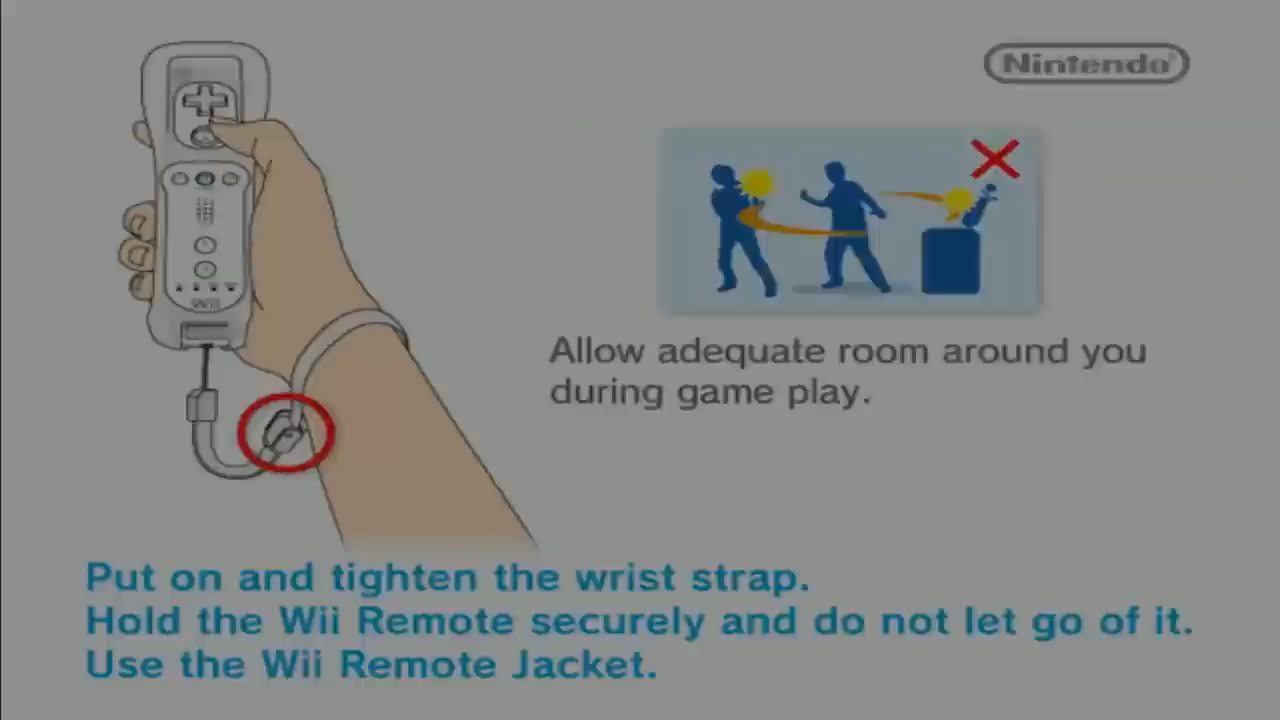 Nintendo
Allow adequate room around you
during game play.
Wii
Put on and tighten the wrist strap.
Hold the Wii Remote securely and do not let go of it.
Use the Wii Remote Jacket.